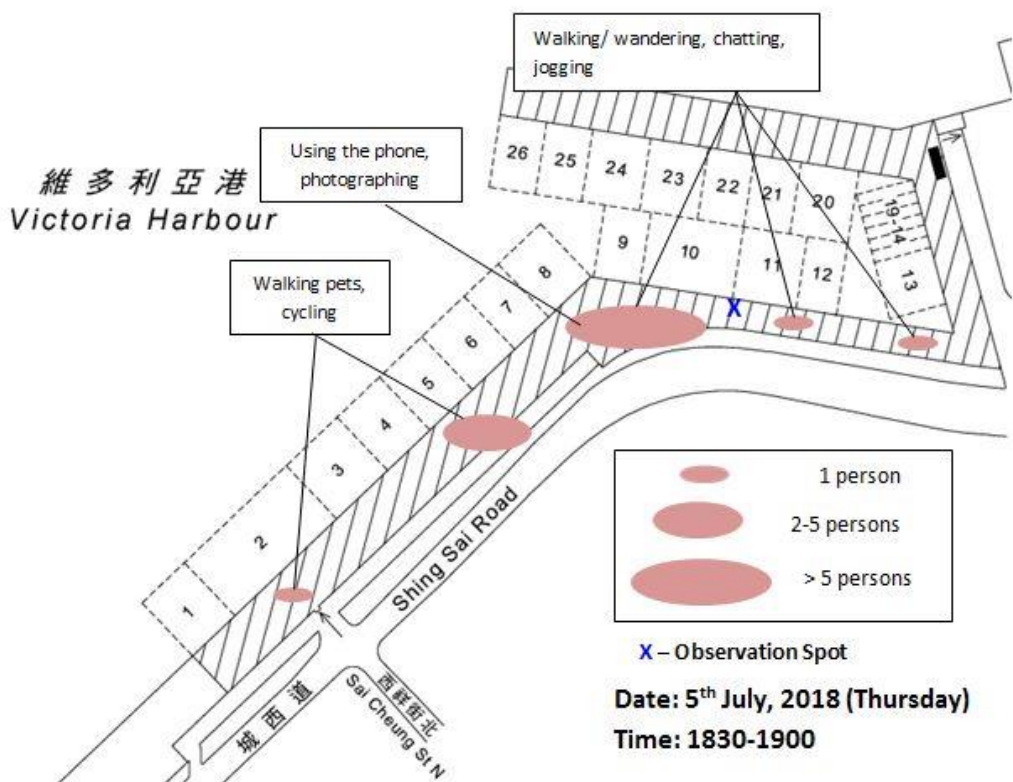 Walking/ wandering, chatting,
jogging
Using the phone,
photographing
維多利亞港
Victoria Harbour
Walking pets,
cycling
26
25
24
23
22
21
20
19-14
13
9
10
11
12
8
7
6
5
4
3
2
1
X
Shing Sai Road
城西道
西祥街北
Sai Cheung St N
1 person
2-5 persons
> 5 persons
X – Observation Spot
Date: 5th July, 2018 (Thursday)
Time: 1830-1900